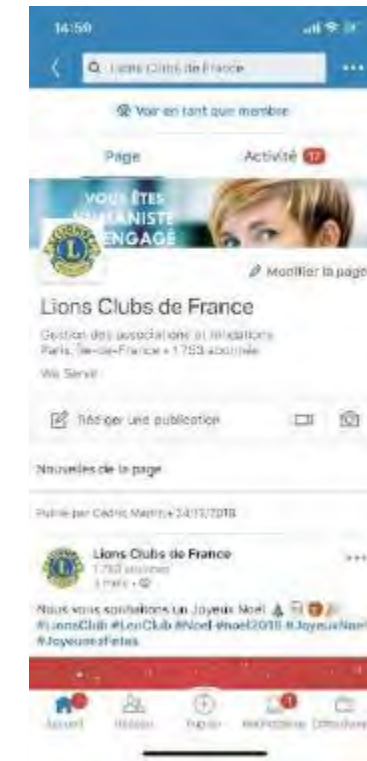 14:59
Lions Clubs de France
Voir en tant que membre
Page
Activité 17
VOUS ÊTES
HUMANISTE
ENGAGÉ
L
Modifier la page
Lions Clubs de France
Gestion des associations et fondations
Paris, Île-de-France • 1 753 abonnés
We Serve
Rédiger une publication
Nouvelles de la page
Publié par Cédric • 24/12/2018
Lions Clubs de France
1 753 abonnés
Nous vous souhaitons un Joyeux Noël
#LionsClub #LeoClub #Noel #noel2018 #JoyeuxNoel
#Joyeusesfetes
Accueil
Réseau
Publier
Notifications